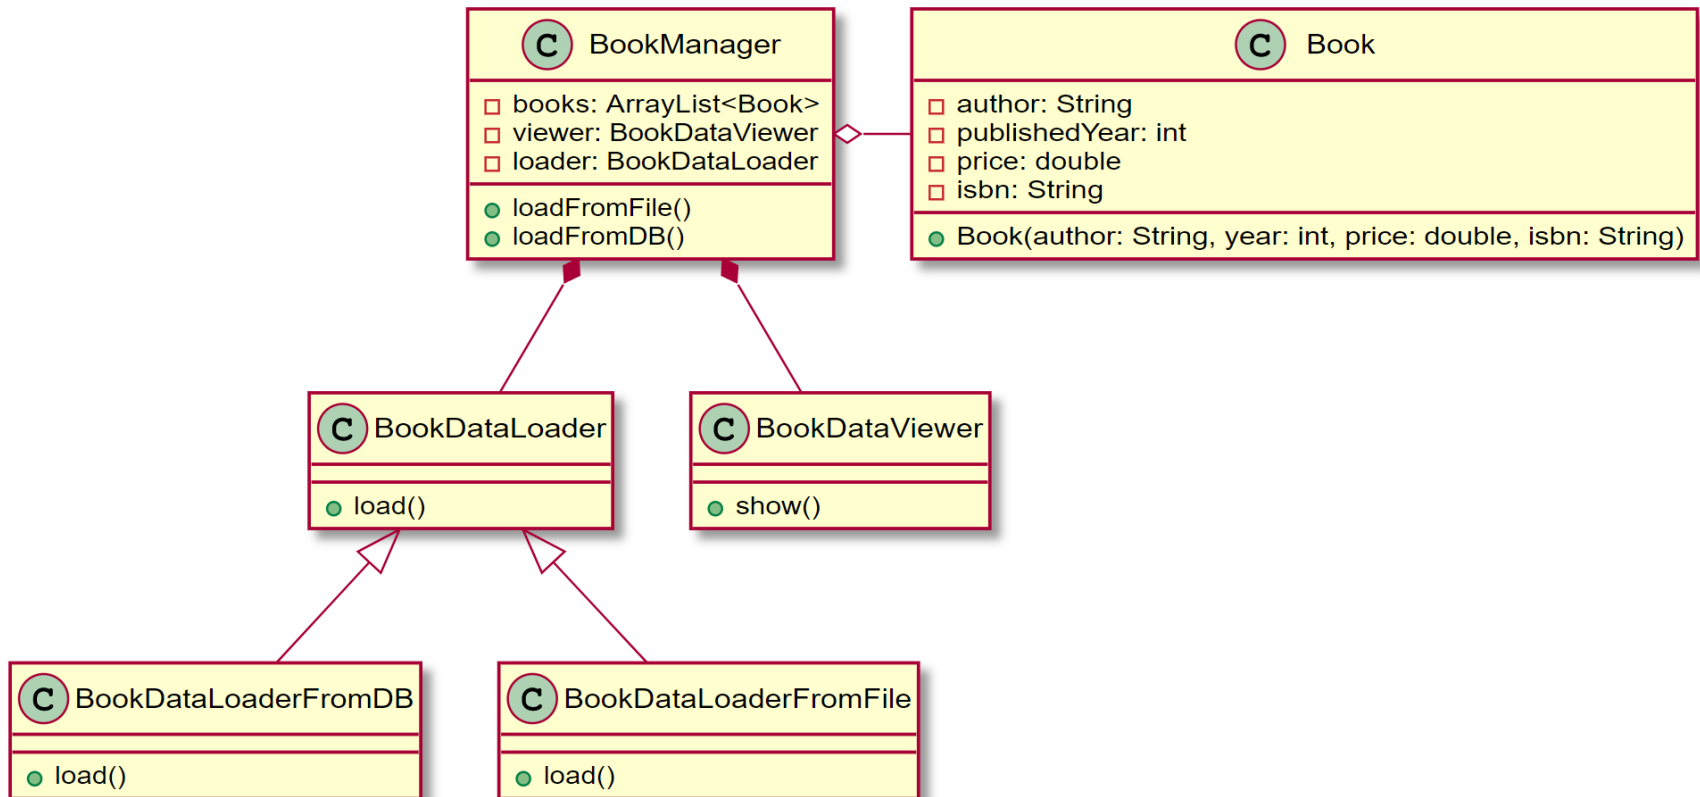 C BookManager
books: ArrayList<Book>
viewer: BookDataViewer
loader: BookDataLoader
loadFromFile()
loadFromDB()
C Book
author: String
publishedYear: int
price: double
isbn: String
Book(author: String, year: int, price: double, isbn: String)
C BookDataLoader
load()
C BookDataViewer
show()
C BookDataLoaderFromDB
load()
C BookDataLoaderFromFile
load()